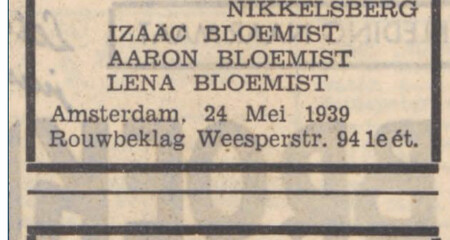 NIKKELSBERG
IZAÄC BLOEMIST
AARON BLOEMIST
LENA BLOEMIST
Amsterdam, 24 Mei 1939
Rouwbeklag Weesperstr. 94 1e ét.